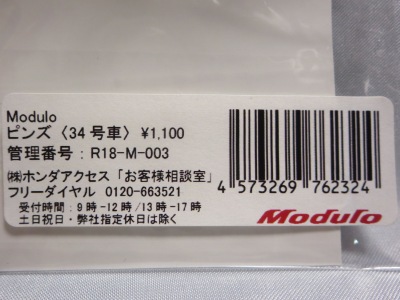 Modulo
ピンズ〈34号車〉¥1,100
管理番号：R18-M-003
㈱ホンダアクセス「お客様相談室」
フリーダイヤル 0120-663521
受付時間：9時-12時/13時-17時
土日祝日・弊社指定休日は除く
4 573269 762324
Modulo